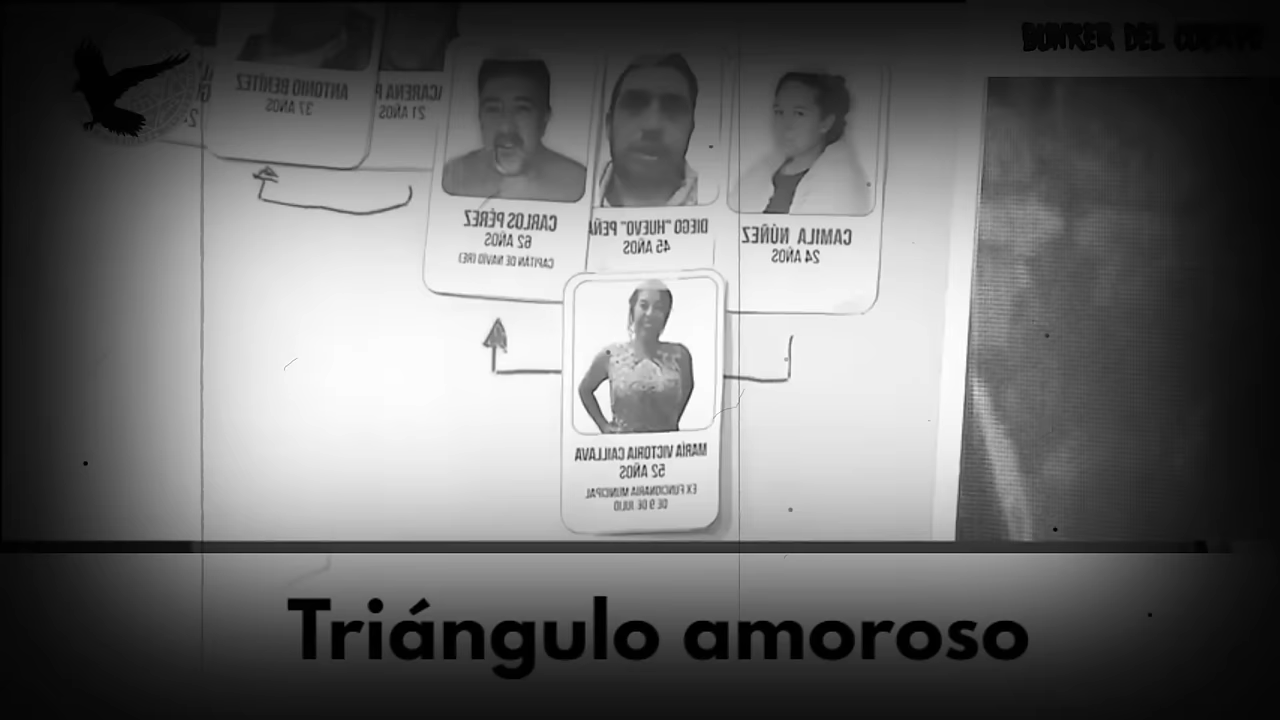 BUNKER DEL
ANTONIO BENÍTEZ
37 AÑOS
21 AÑOS
CARLOS PÉREZ
62 AÑOS
CAPITÁN DE NAVÍO (RE)
DIEGO "HUEVO" PEÑA
45 AÑOS
CAMILA NÚÑEZ
24 AÑOS
MARÍA VICTORIA CAILLAVA
52 AÑOS
EX FUNCIONARIA MUNICIPAL
DE 9 DE JULIO
Triángulo amoroso